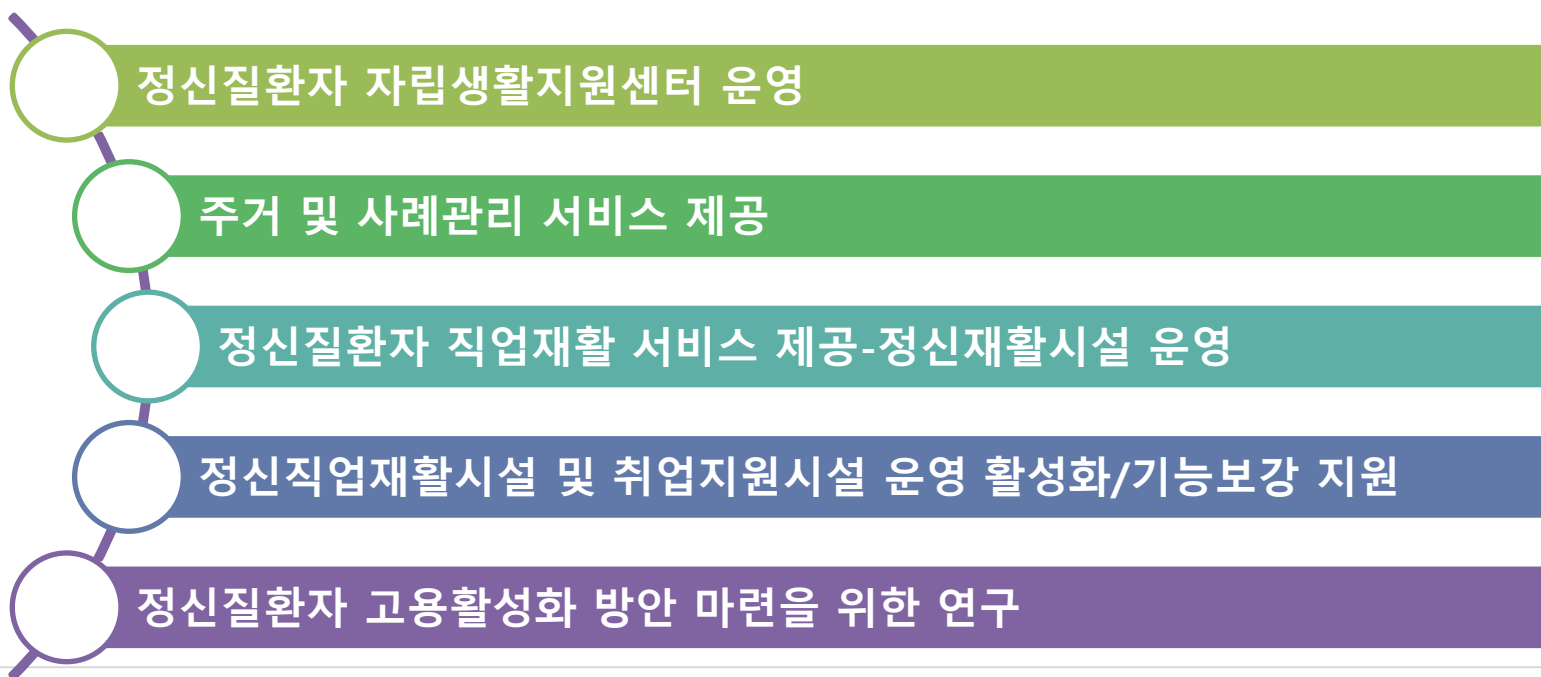 정신질환자 자립생활지원센터 운영
주거 및 사례관리 서비스 제공
정신질환자 직업재활 서비스 제공-정신재활시설 운영
정신직업재활시설 및 취업지원시설 운영 활성화/기능보강 지원
정신질환자 고용활성화 방안 마련을 위한 연구